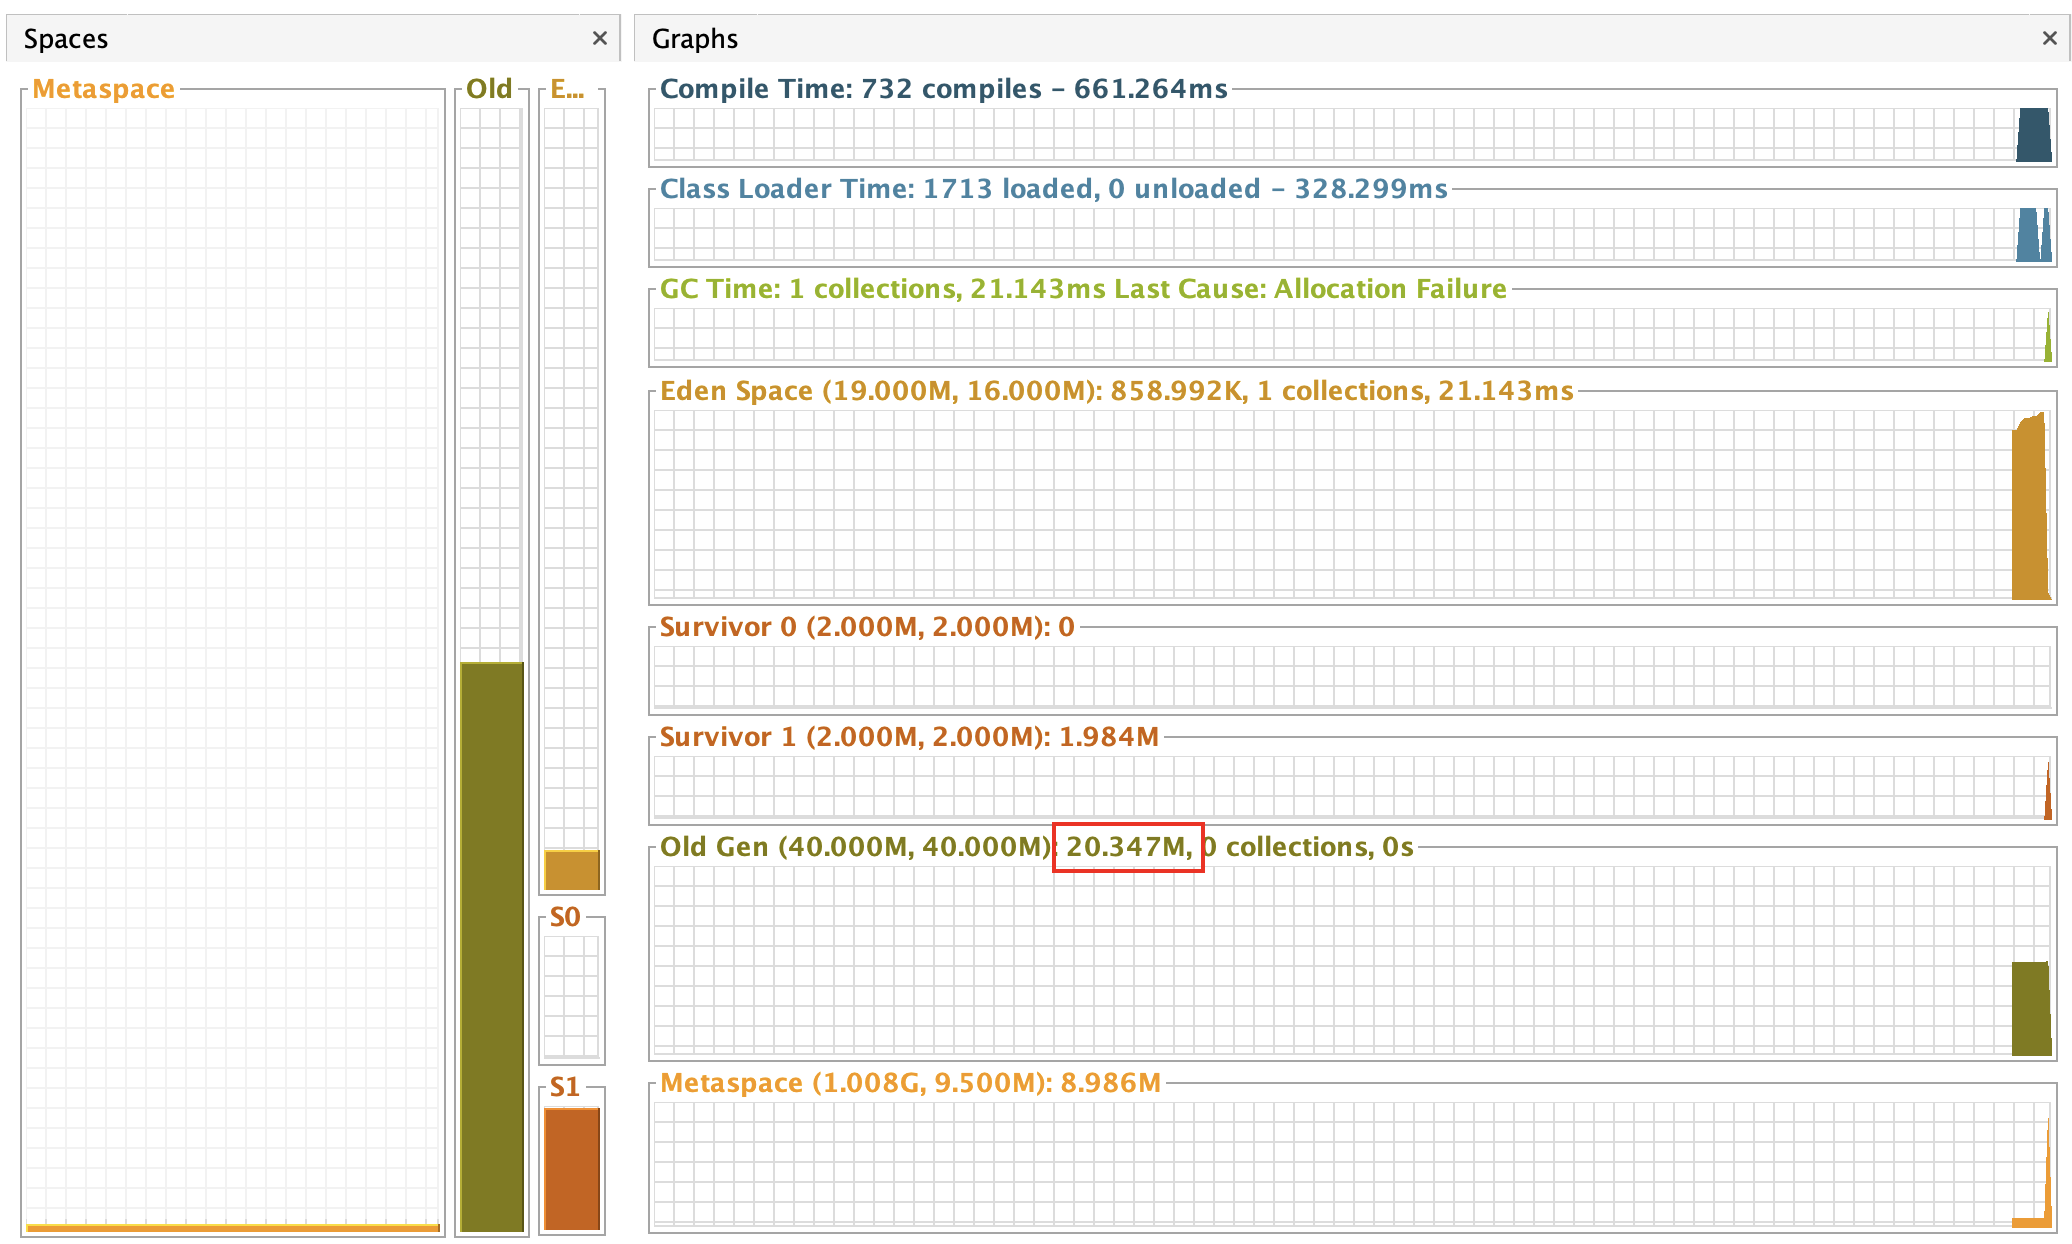 Spaces
Metaspace
Old
E...
S0
S1
Graphs
Compile Time: 732 compiles – 661.264ms
Class Loader Time: 1713 loaded, 0 unloaded – 328.299ms
GC Time: 1 collections, 21.143ms Last Cause: Allocation Failure
Eden Space (19.000M, 16.000M): 858.992K, 1 collections, 21.143ms
Survivor 0 (2.000M, 2.000M): 0
Survivor 1 (2.000M, 2.000M): 1.984M
Old Gen (40.000M, 40.000M): 20.347M, 0 collections, 0s
Metaspace (1.008G, 9.500M): 8.986M